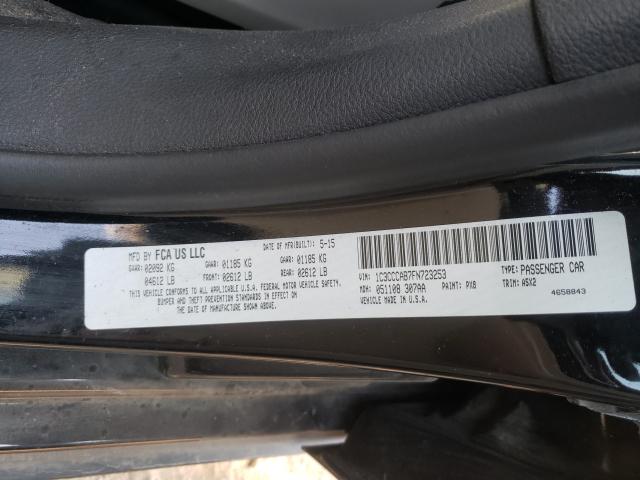 MFD BY FCA US LLC DATE OF MFR(BUILT): 5-15
GVWR: 02092 KG GAWR: 01185 KG GAWR: 01185 KG
04612 LB FRONT: 02612 LB REAR: 02612 LB
THIS VEHICLE CONFORMS TO ALL APPLICABLE U.S.A. FEDERAL MOTOR VEHICLE SAFETY,
BUMPER AND THEFT PREVENTION STANDARDS IN EFFECT ON
THE DATE OF MANUFACTURE SHOWN ABOVE.
VIN: 1C3CCCAB7FN723253 TYPE: PASSENGER CAR
MDH: 051108 307AA PAINT: PX8 TRIM: A5X2
VEHICLE MADE IN U.S.A. 4658843